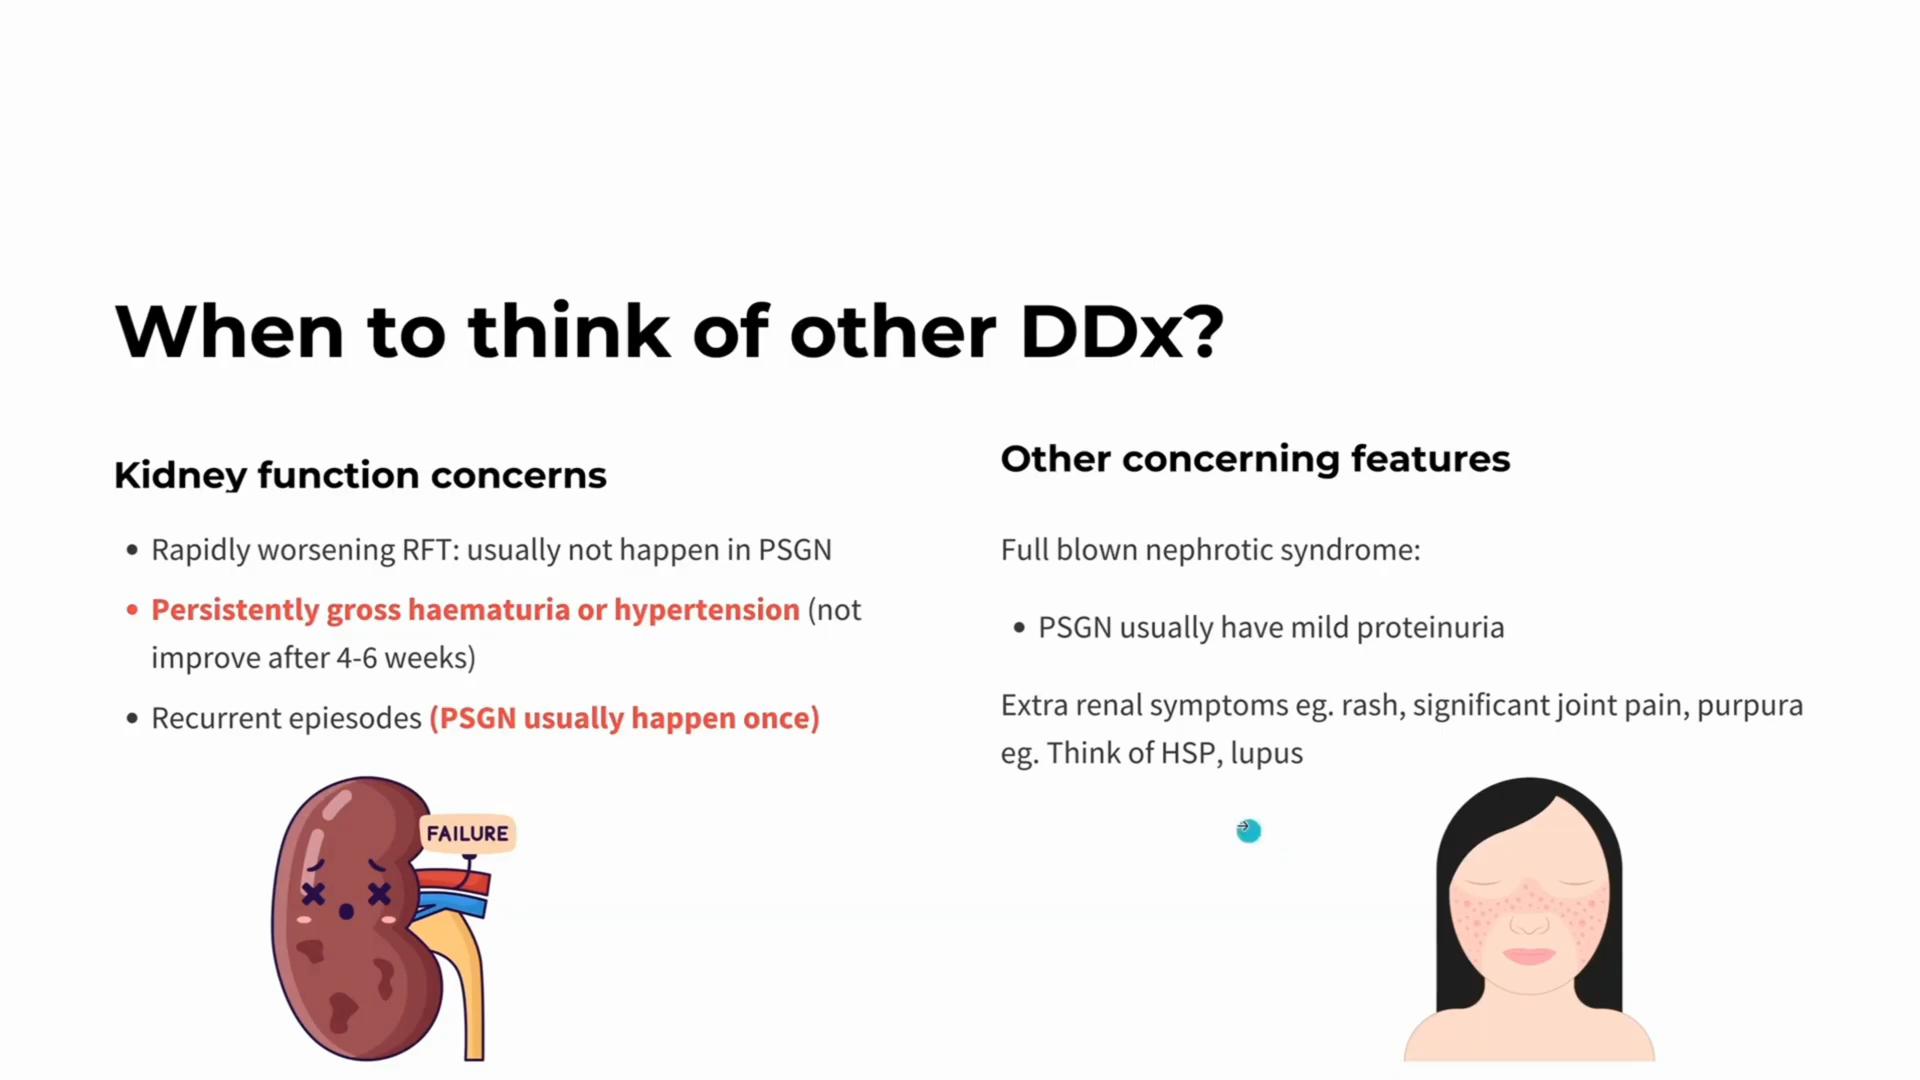 When to think of other DDx?
Kidney function concerns
• Rapidly worsening RFT: usually not happen in PSGN
• Persistently gross haematuria or hypertension (not
improve after 4-6 weeks)
• Recurrent epiesodes (PSGN usually happen once)
FAILURE
Other concerning features
Full blown nephrotic syndrome:
• PSGN usually have mild proteinuria
Extra renal symptoms eg. rash, significant joint pain, purpura
eg. Think of HSP, lupus